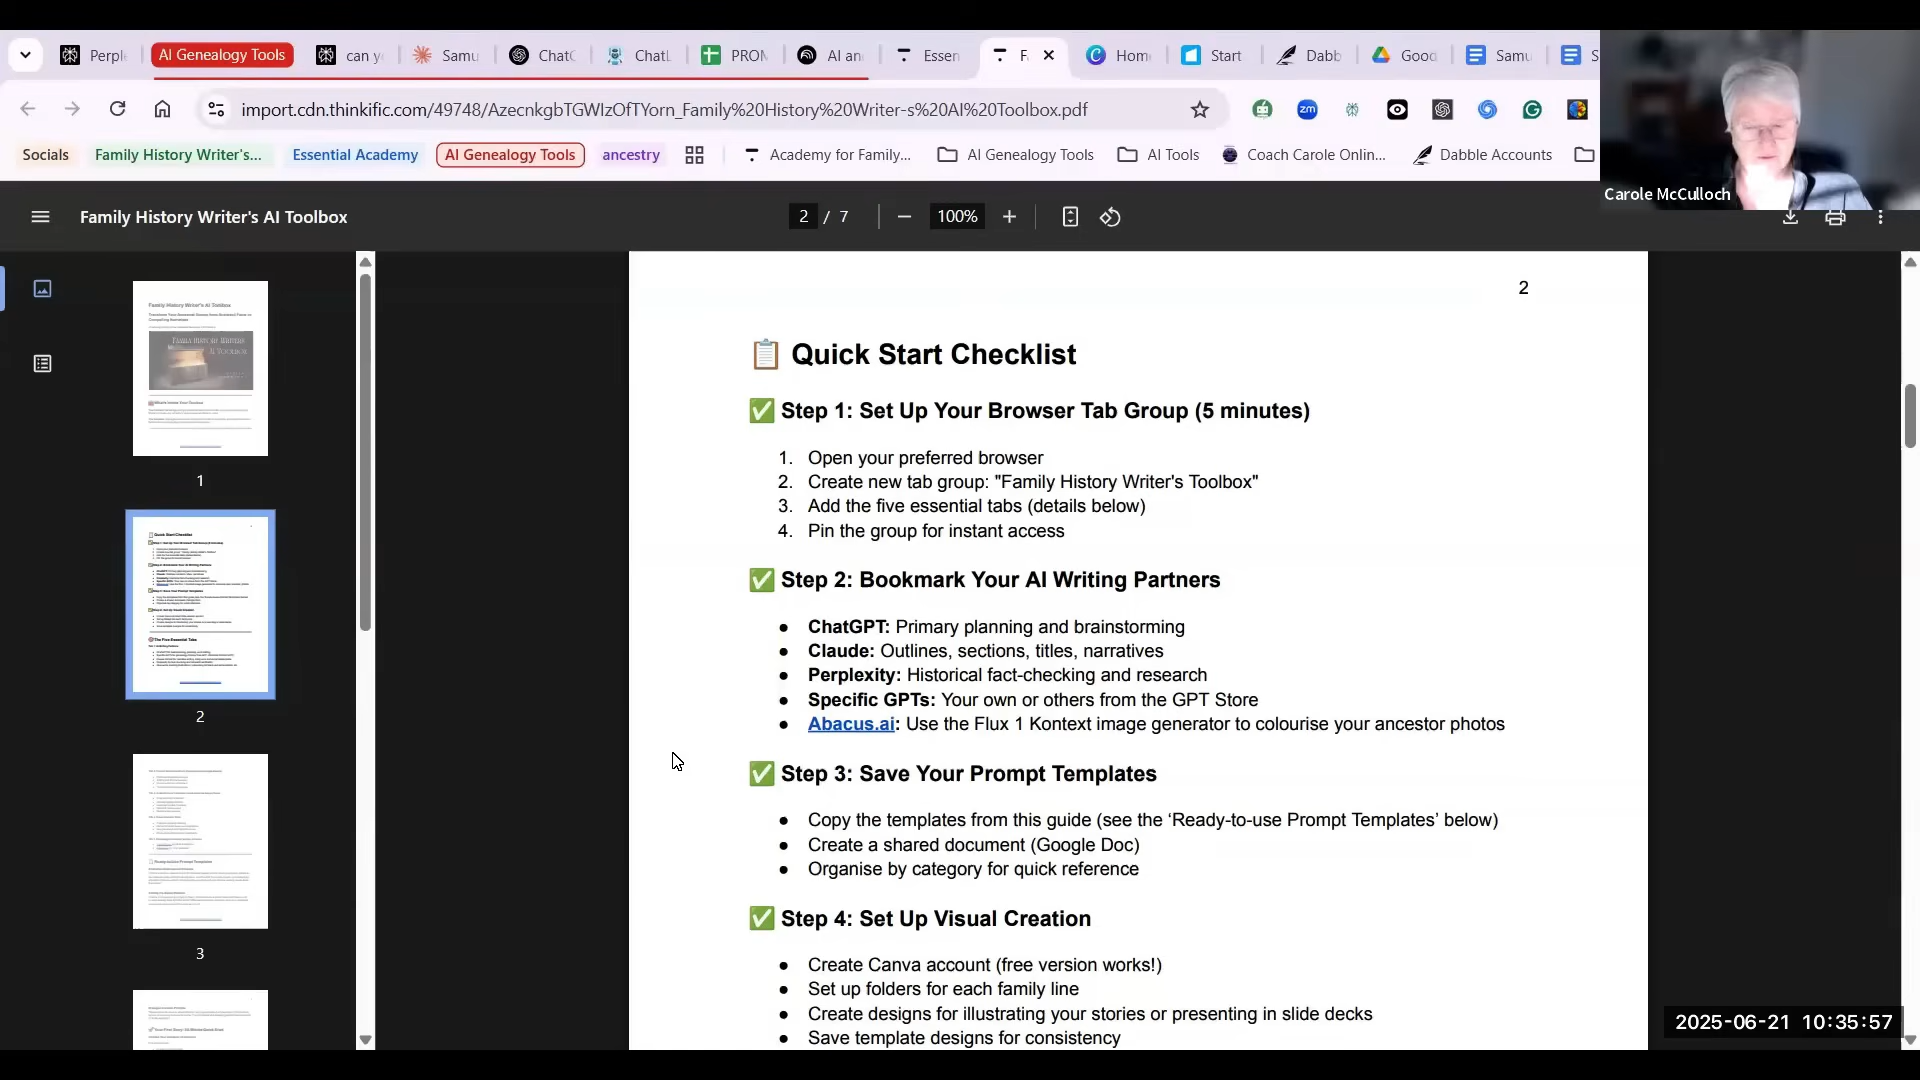 Perpl
AI Genealogy Tools
can y
Samu
ChatG
ChatL
PRON
AI an
Essen
F
Hom
Start
Dabb
Goog
Samu
S
import.cdn.thinkific.com/49748/AzecnkgbTGWIzOfTYorn_Family%20History%20Writer-s%20AI%20Toolbox.pdf
Socials
Family History Writer's...
Essential Academy
AI Genealogy Tools
ancestry
Academy for Family...
AI Genealogy Tools
AI Tools
Coach Carole Onlin...
Dabble Accounts
Carole McCulloch
Family History Writer's AI Toolbox
2 / 7
100%
2
📋 Quick Start Checklist
✅ Step 1: Set Up Your Browser Tab Group (5 minutes)
1. Open your preferred browser
2. Create new tab group: "Family History Writer's Toolbox"
3. Add the five essential tabs (details below)
4. Pin the group for instant access
✅ Step 2: Bookmark Your AI Writing Partners
● ChatGPT: Primary planning and brainstorming
● Claude: Outlines, sections, titles, narratives
● Perplexity: Historical fact-checking and research
● Specific GPTs: Your own or others from the GPT Store
● Abacus.ai: Use the Flux 1 Kontext image generator to colourise your ancestor photos
✅ Step 3: Save Your Prompt Templates
● Copy the templates from this guide (see the ‘Ready-to-use Prompt Templates’ below)
● Create a shared document (Google Doc)
● Organise by category for quick reference
✅ Step 4: Set Up Visual Creation
● Create Canva account (free version works!)
● Set up folders for each family line
● Create designs for illustrating your stories or presenting in slide decks
● Save template designs for consistency
1
2
3
2025-06-21 10:35:57